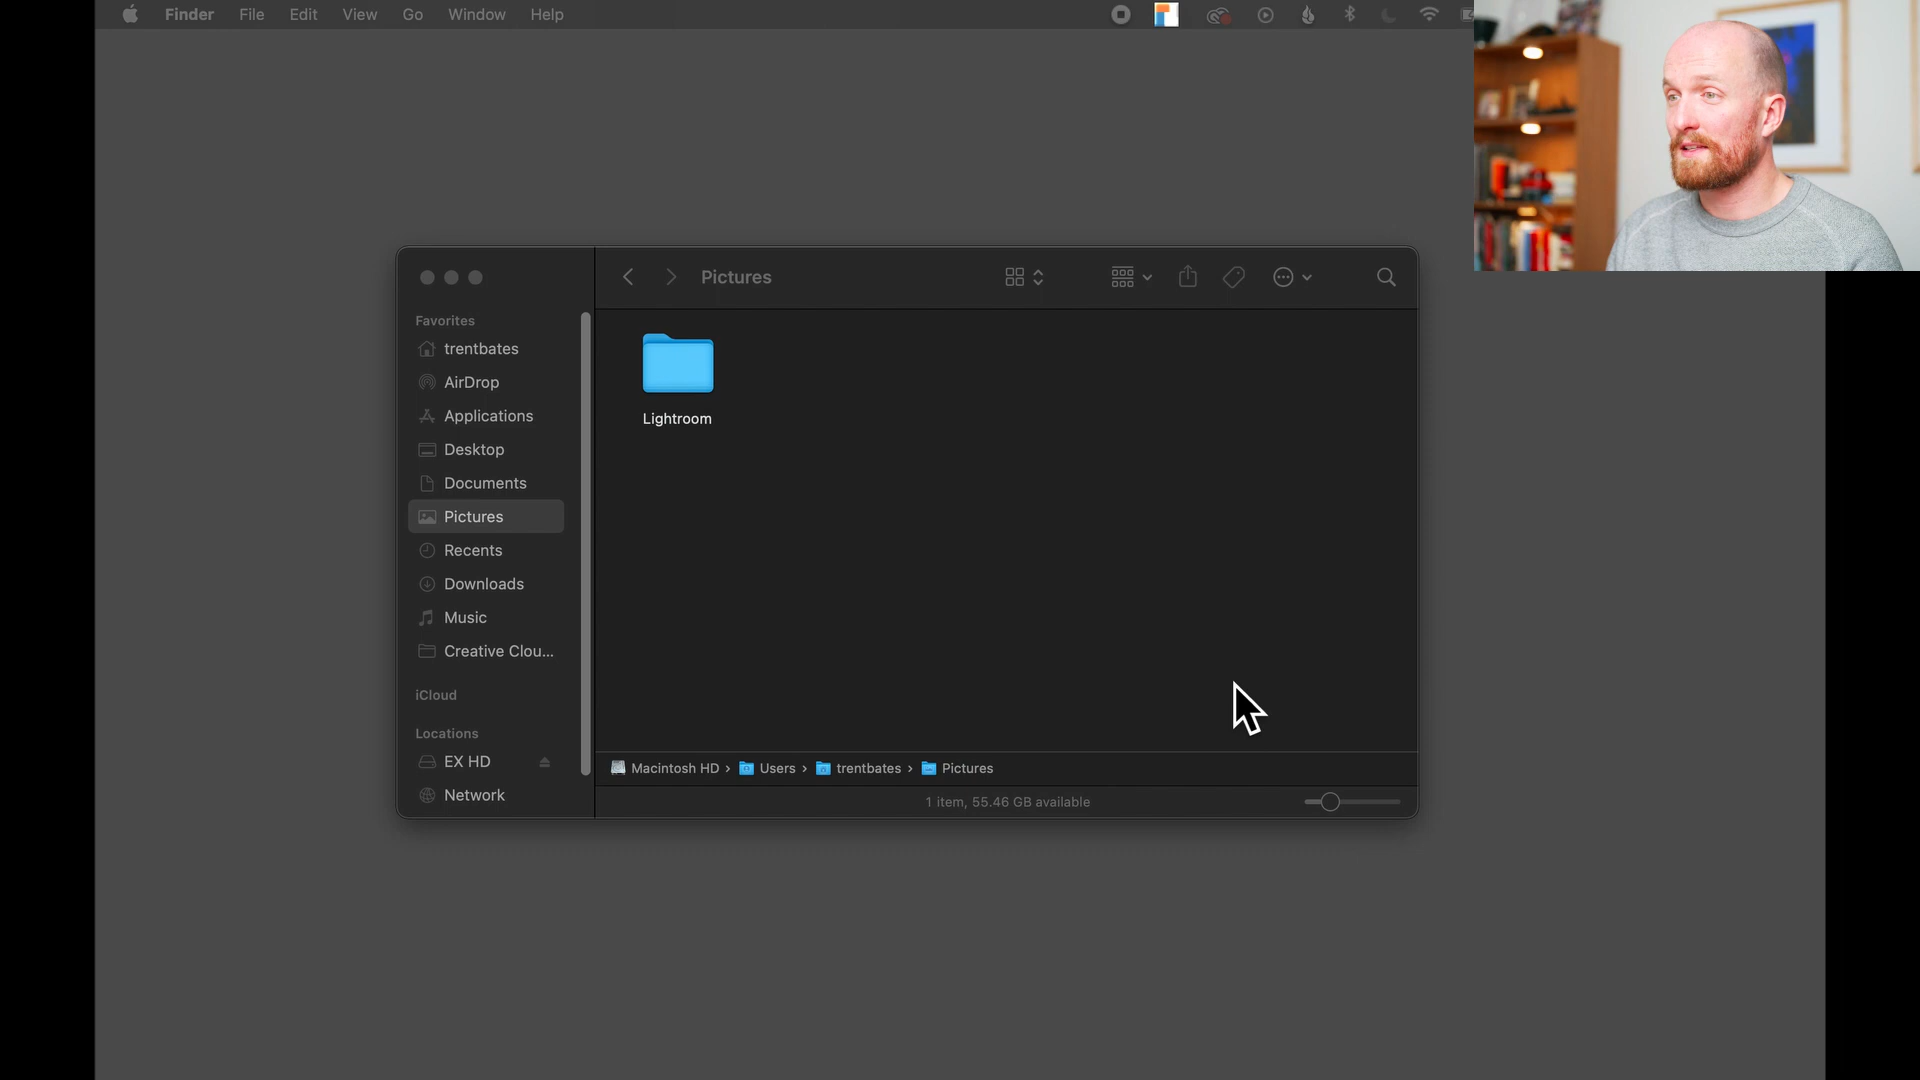 Finder File Edit View Go Window Help
Pictures
Favorites
trentbates
AirDrop
Applications
Desktop
Documents
Pictures
Recents
Downloads
Music
Creative Clou...
iCloud
Locations
EX HD
Network
Lightroom
Macintosh HD › Users › trentbates › Pictures
1 item, 55.46 GB available